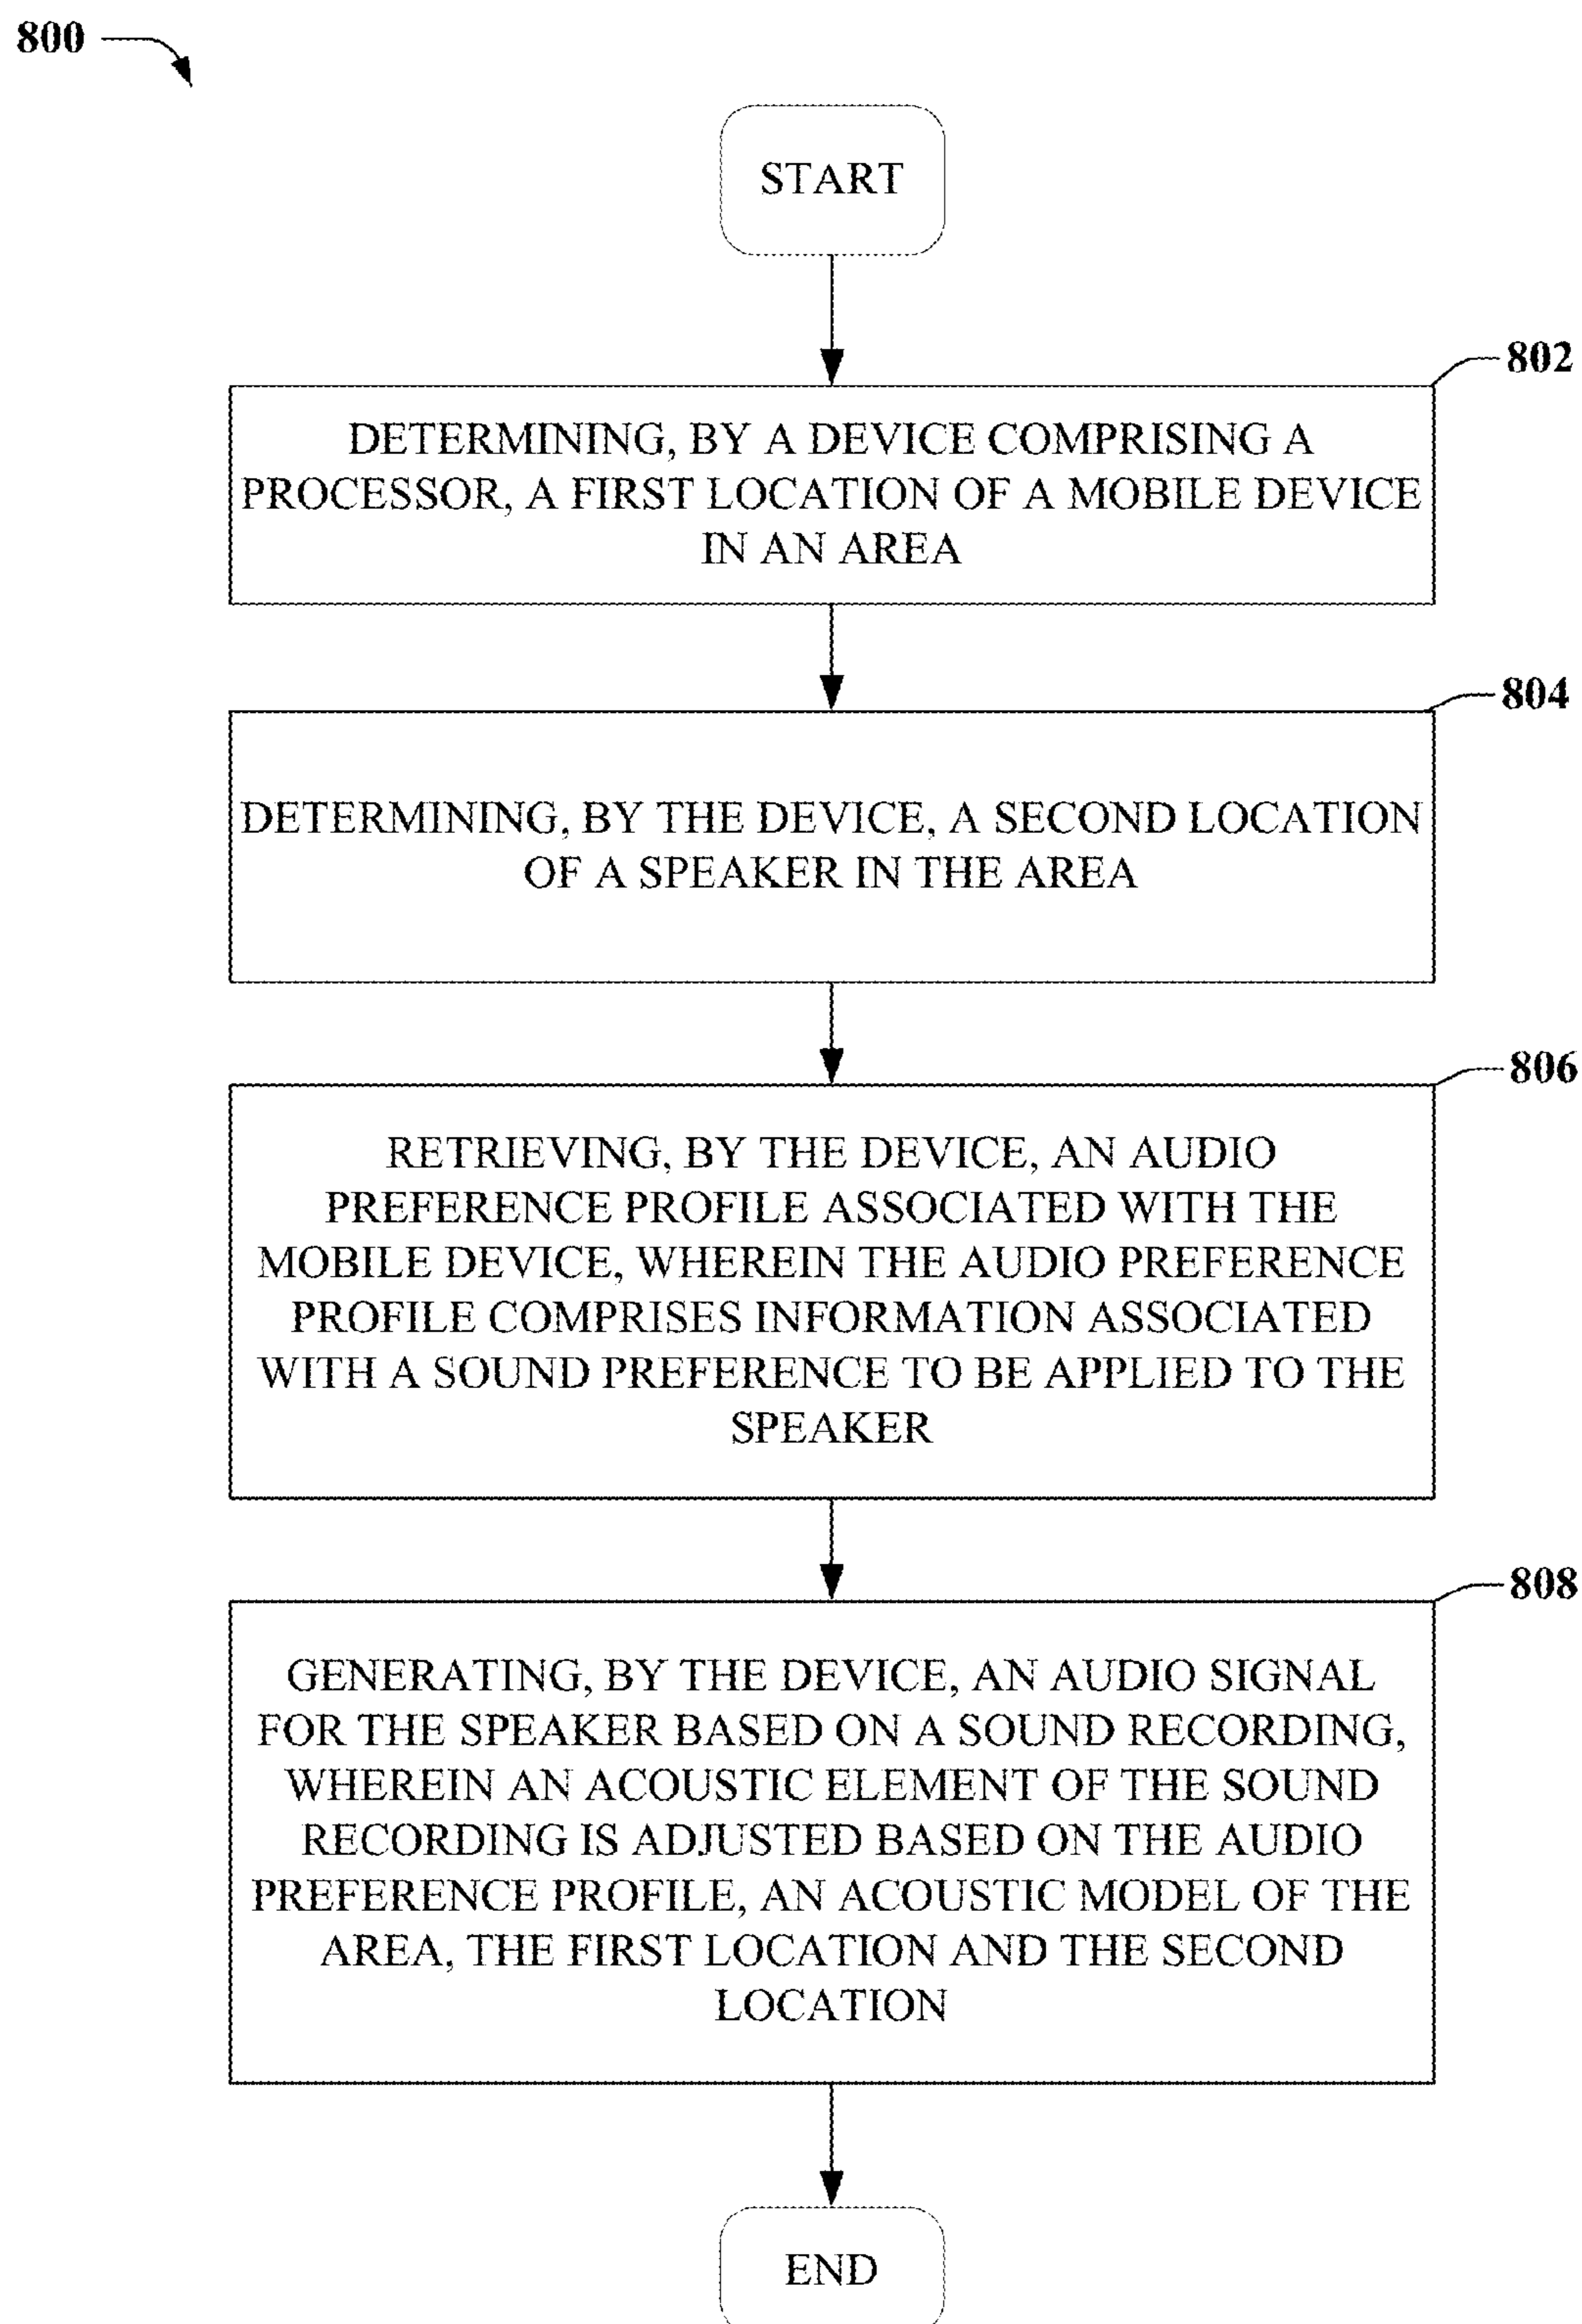 800
START
802
DETERMINING, BY A DEVICE COMPRISING A
PROCESSOR, A FIRST LOCATION OF A MOBILE DEVICE
IN AN AREA
804
DETERMINING, BY THE DEVICE, A SECOND LOCATION
OF A SPEAKER IN THE AREA
806
RETRIEVING, BY THE DEVICE, AN AUDIO
PREFERENCE PROFILE ASSOCIATED WITH THE
MOBILE DEVICE, WHEREIN THE AUDIO PREFERENCE
PROFILE COMPRISES INFORMATION ASSOCIATED
WITH A SOUND PREFERENCE TO BE APPLIED TO THE
SPEAKER
808
GENERATING, BY THE DEVICE, AN AUDIO SIGNAL
FOR THE SPEAKER BASED ON A SOUND RECORDING,
WHEREIN AN ACOUSTIC ELEMENT OF THE SOUND
RECORDING IS ADJUSTED BASED ON THE AUDIO
PREFERENCE PROFILE, AN ACOUSTIC MODEL OF THE
AREA, THE FIRST LOCATION AND THE SECOND
LOCATION
END